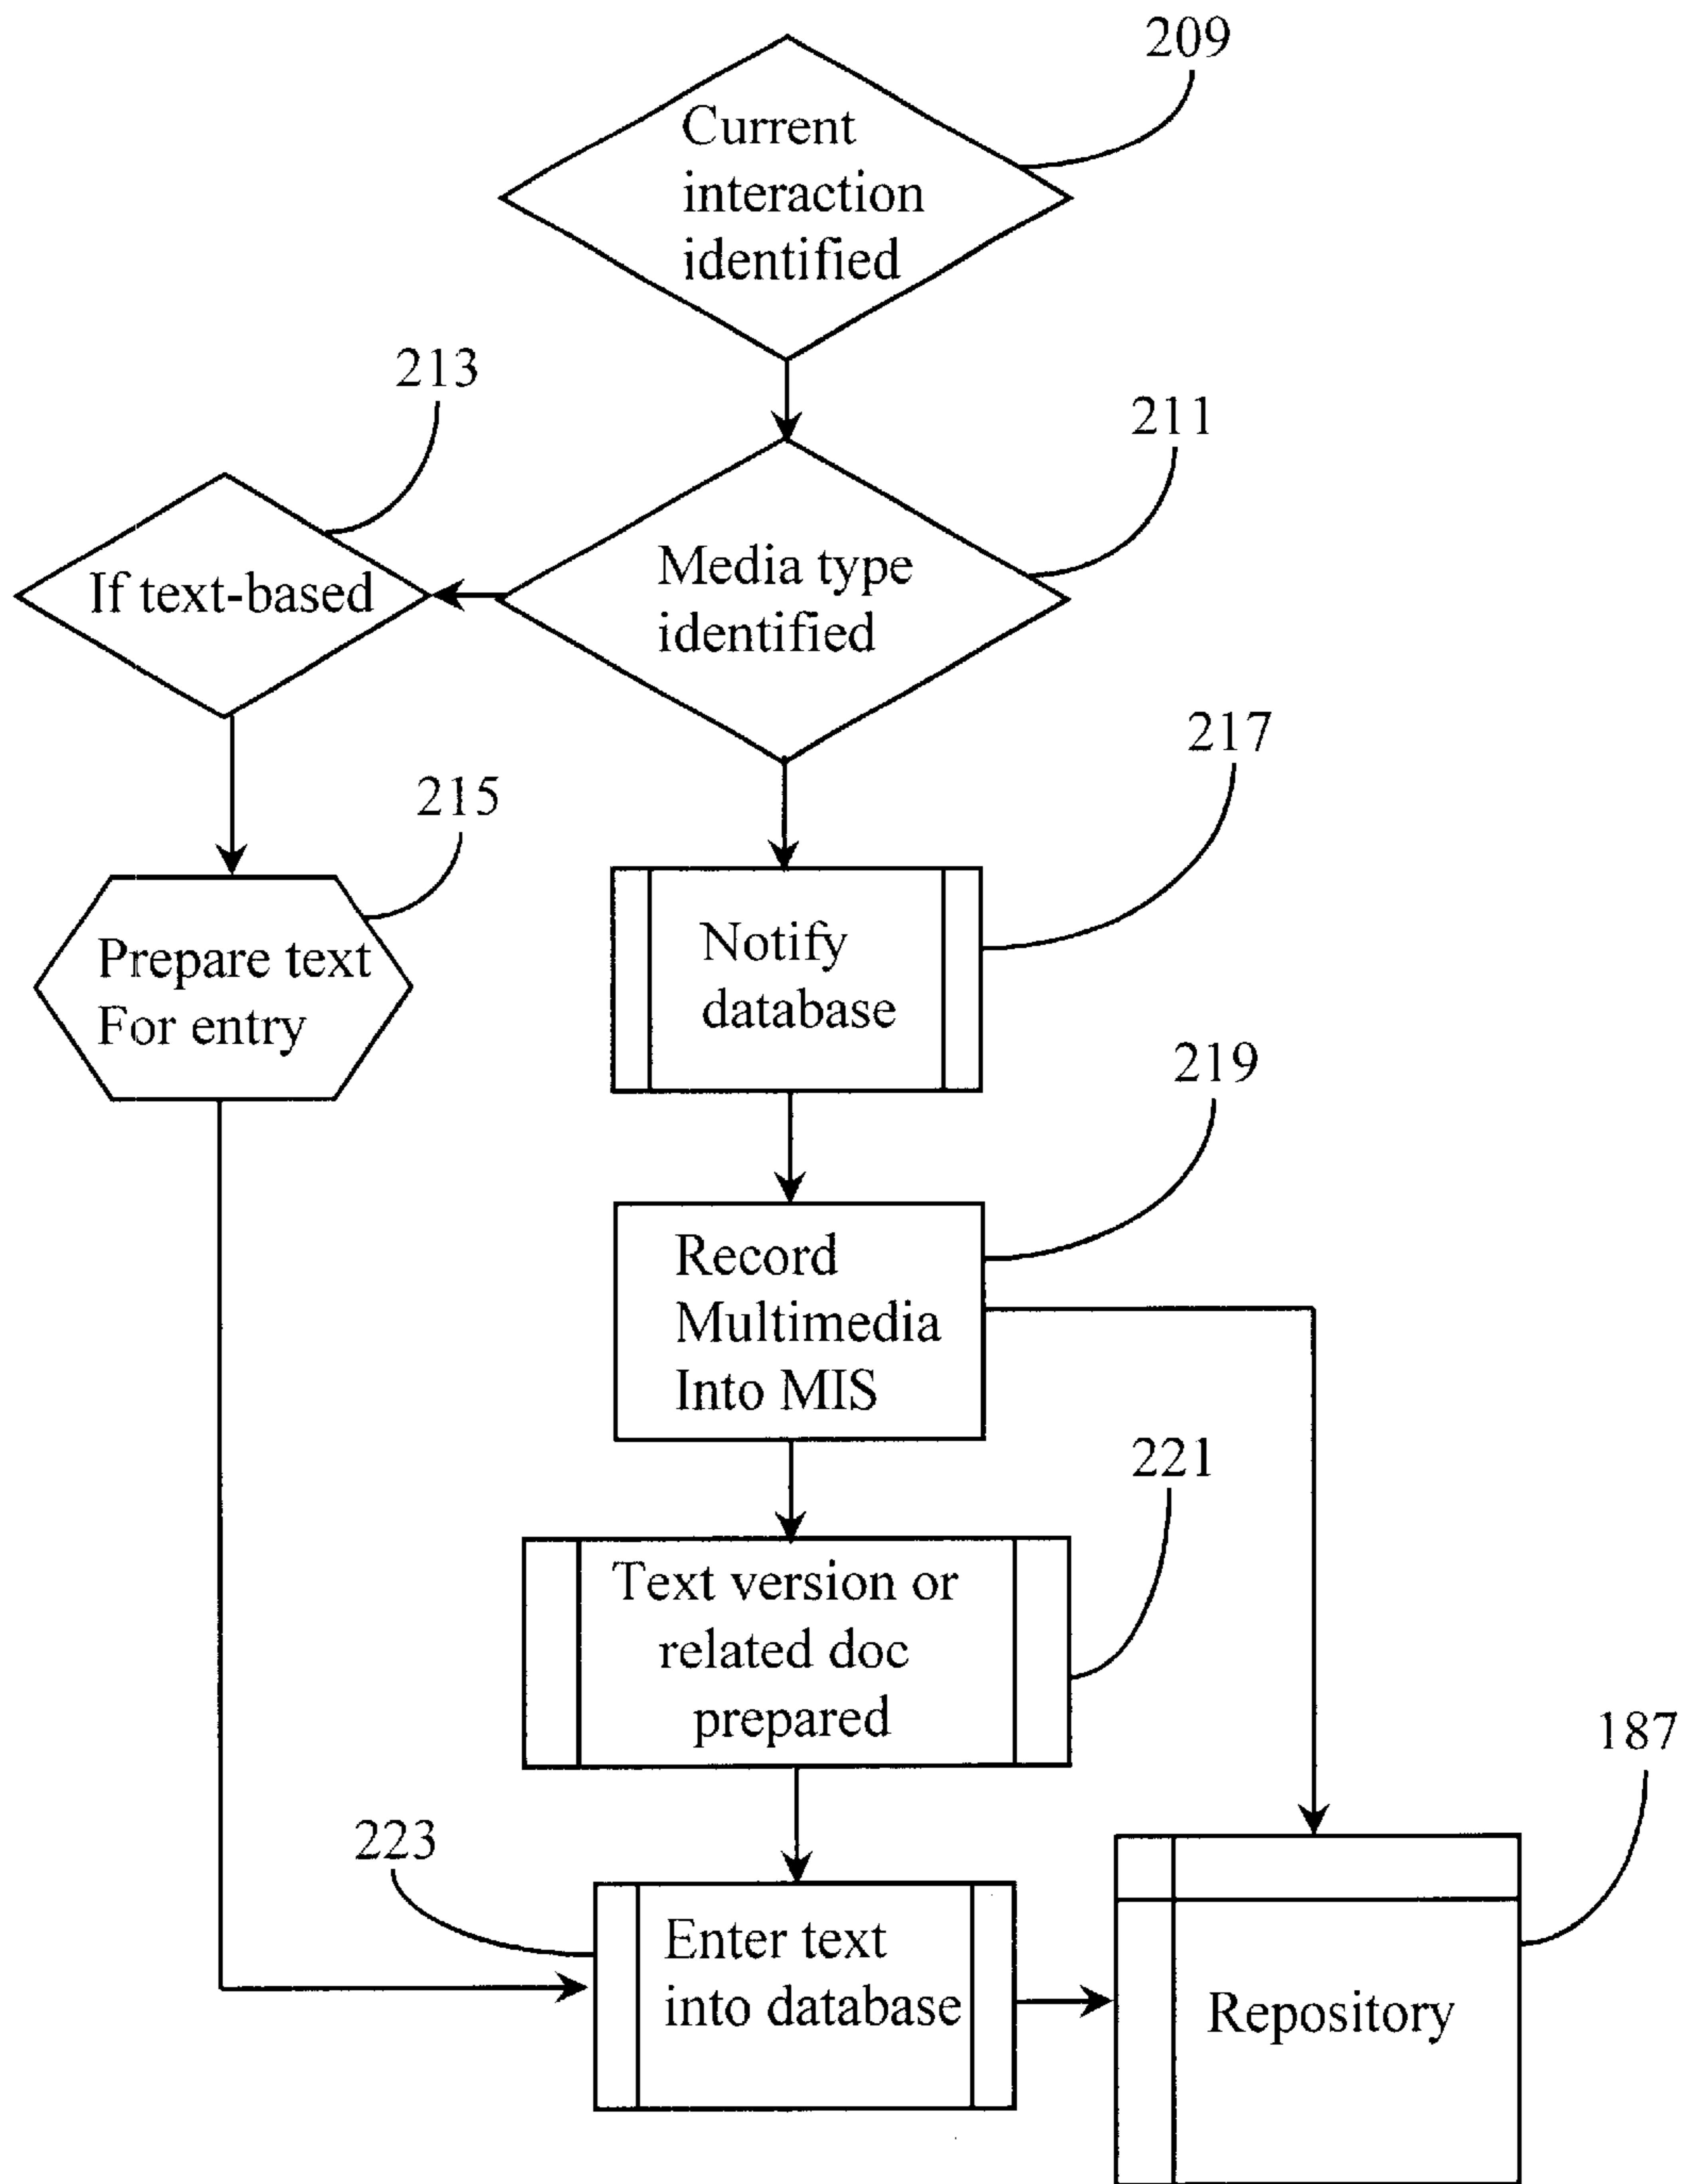 209
Current
interaction
identified
213
211
If text-based
Media type
identified
217
215
Prepare text
For entry
Notify
database
219
Record
Multimedia
Into MIS
221
Text version or
related doc
prepared
187
223
Enter text
into database
Repository